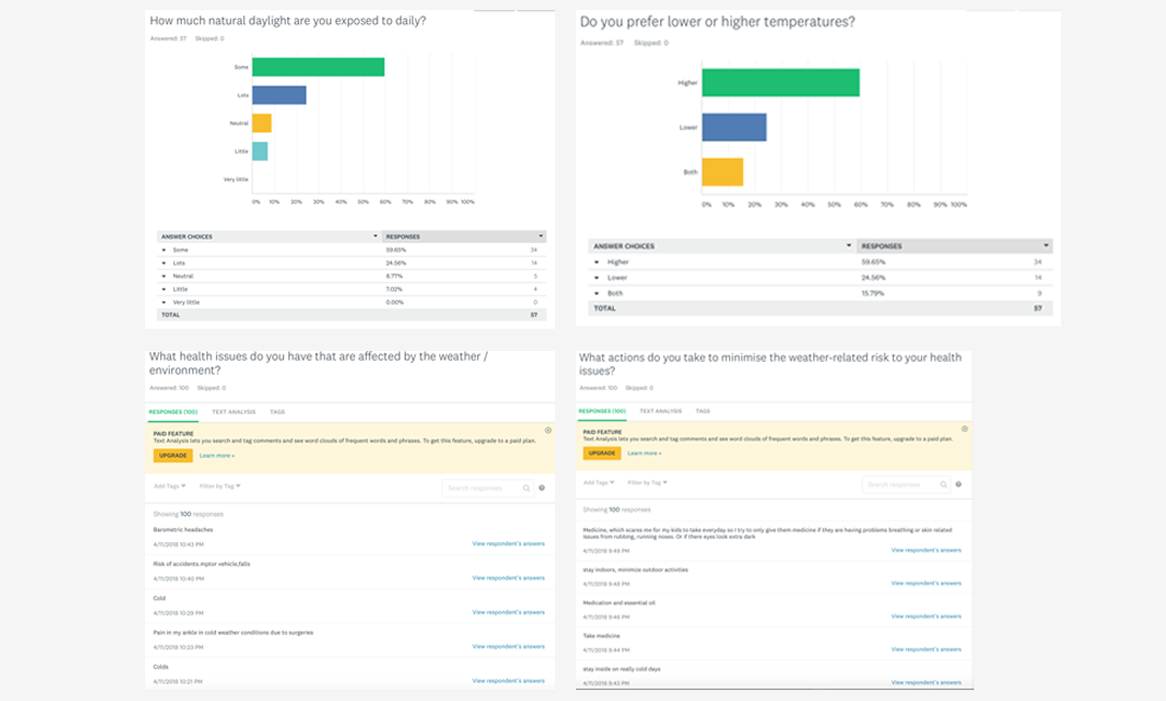 How much natural daylight are you exposed to daily?
Answered: 57 Skipped: 0
Some
Lots
Neutral
Little
Very little
0% 10% 20% 30% 40% 50% 60% 70% 80% 90% 100%
ANSWER CHOICES RESPONSES
Some 59.65% 34
Lots 24.56% 14
Neutral 8.77% 5
Little 7.02% 4
Very little 0.00% 0
TOTAL 57
Do you prefer lower or higher temperatures?
Answered: 57 Skipped: 0
Higher
Lower
Both
0% 10% 20% 30% 40% 50% 60% 70% 80% 90% 100%
ANSWER CHOICES RESPONSES
Higher 59.65% 34
Lower 24.56% 14
Both 15.79% 9
TOTAL 57
What health issues do you have that are affected by the weather /
environment?
Answered: 100 Skipped: 0
RESPONSES (100) TEXT ANALYSIS TAGS
PAID FEATURE
Text Analysis lets you search and tag comments and see word clouds of frequent words and phrases. To get this feature, upgrade to a paid plan.
UPGRADE Learn more »
Add Tags Filter by Tag Search responses
Showing 100 responses
Barometric headaches
4/11/2018 10:43 PM View respondent's answers
Risk of accidents.mptor vehicle,falls
4/11/2018 10:40 PM View respondent's answers
Cold
4/11/2018 10:29 PM View respondent's answers
Pain in my ankle in cold weather conditions due to surgeries
4/11/2018 10:23 PM View respondent's answers
Colds
4/11/2018 10:21 PM View respondent's answers
What actions do you take to minimise the weather-related risk to your health
issues?
Answered: 100 Skipped: 0
RESPONSES (100) TEXT ANALYSIS TAGS
PAID FEATURE
Text Analysis lets you search and tag comments and see word clouds of frequent words and phrases. To get this feature, upgrade to a paid plan.
UPGRADE Learn more »
Add Tags Filter by Tag Search responses
Showing 100 responses
Medicine, which scares me for my kids to take everyday so I try to only give them medicine if they are having problems breathing or skin related
issues from rubbing, running noses. Or if there eyes look extra dark
4/11/2018 9:49 PM View respondent's answers
stay indoors, minimize outdoor activities
4/11/2018 9:48 PM View respondent's answers
Medication and essential oil
4/11/2018 9:46 PM View respondent's answers
Take medicine
4/11/2018 9:44 PM View respondent's answers
stay inside on really cold days
4/11/2018 9:43 PM View respondent's answers